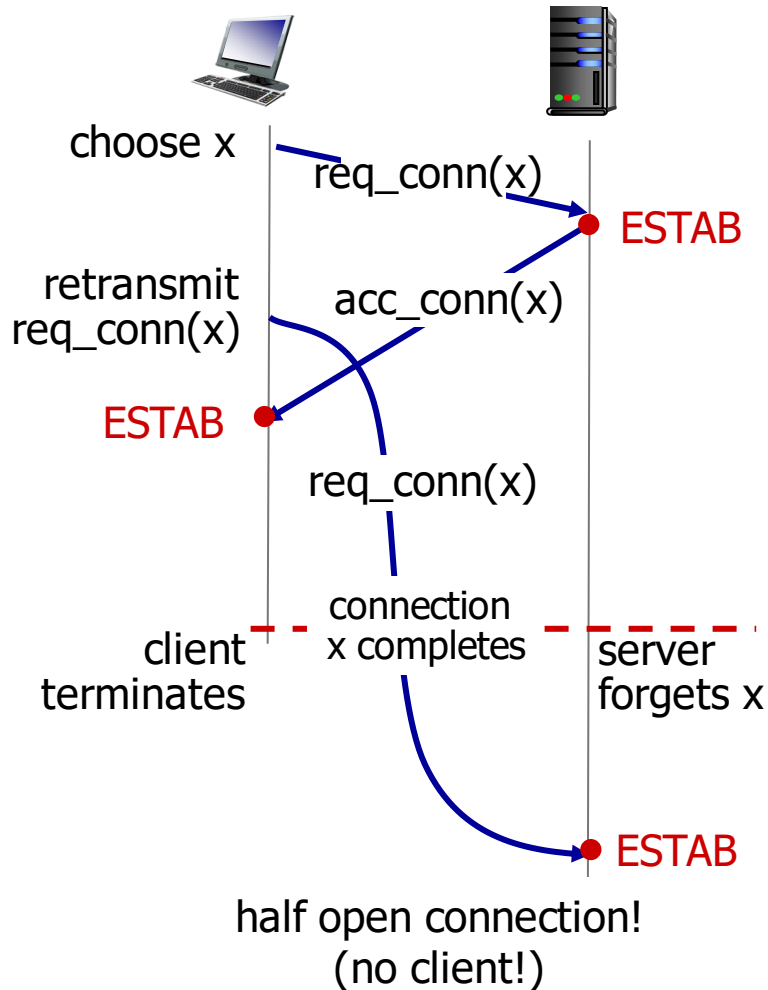 choose x
req_conn(x)
ESTAB
retransmit
req_conn(x)
acc_conn(x)
ESTAB
req_conn(x)
connection
x completes
client
terminates
server
forgets x
ESTAB
half open connection!
(no client!)